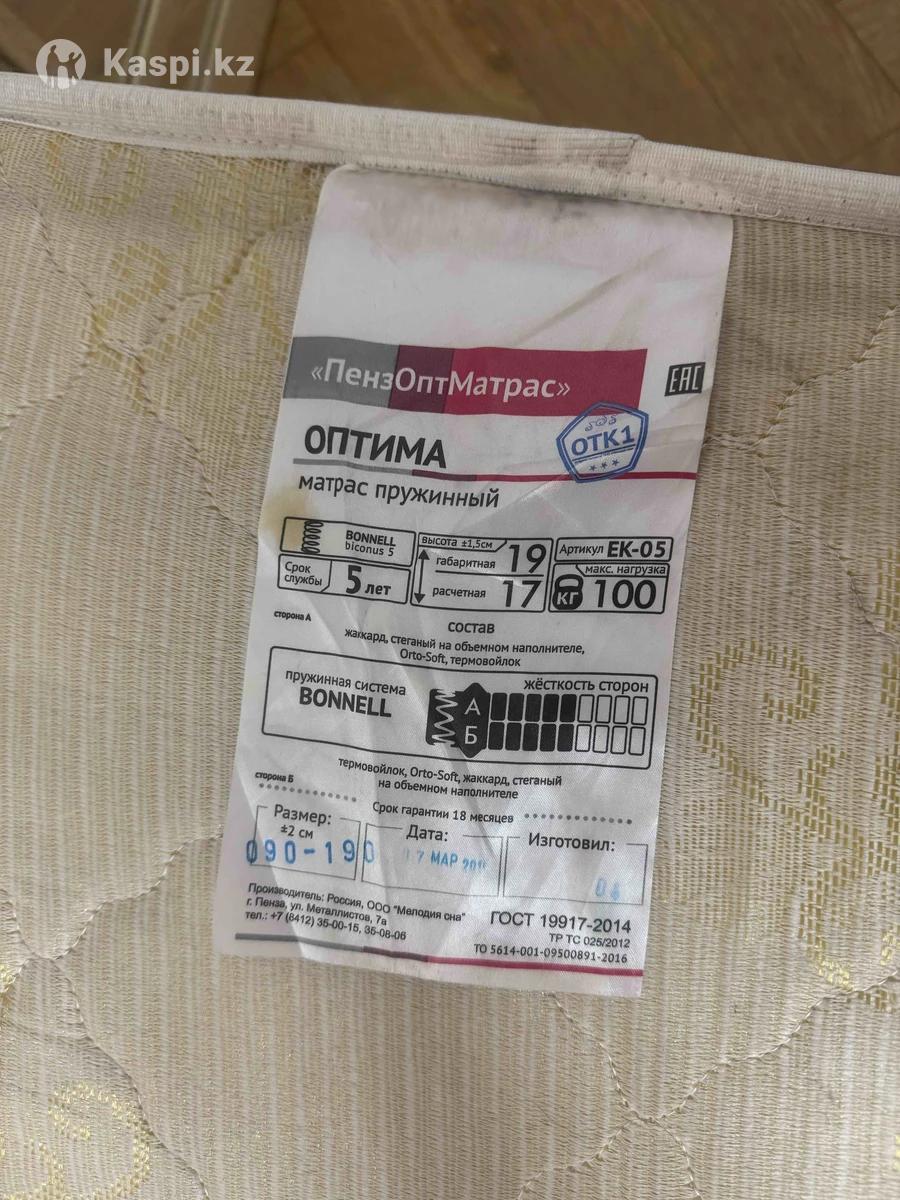 Kaspi.kz
«ПензОптМатрас»
EAC
ОПТИМА
ОТК1
матрас пружинный
BONNELL
biconus 5
Срок службы 5 лет
высота ±1,5см
габаритная 19
расчетная 17
Артикул ЕК-05
макс. нагрузка
кг 100
сторона А
состав
жаккард, стеганый на объемном наполнителе,
Orto-Soft, термовойлок
пружинная система
BONNELL
жёсткость сторон
А
Б
термовойлок, Orto-Soft, жаккард, стеганый
на объемном наполнителе
сторона Б
Срок гарантии 18 месяцев
Размер:
±2 см
090-190
Дата:
МАР
Изготовил:
04
Производитель: Россия, ООО "Мелодия сна"
г. Пенза, ул. Металлистов, 7а
тел.: +7 (8412) 35-00-15, 35-08-06
ГОСТ 19917-2014
ТР ТС 025/2012
ТО 5614-001-09500891-2016